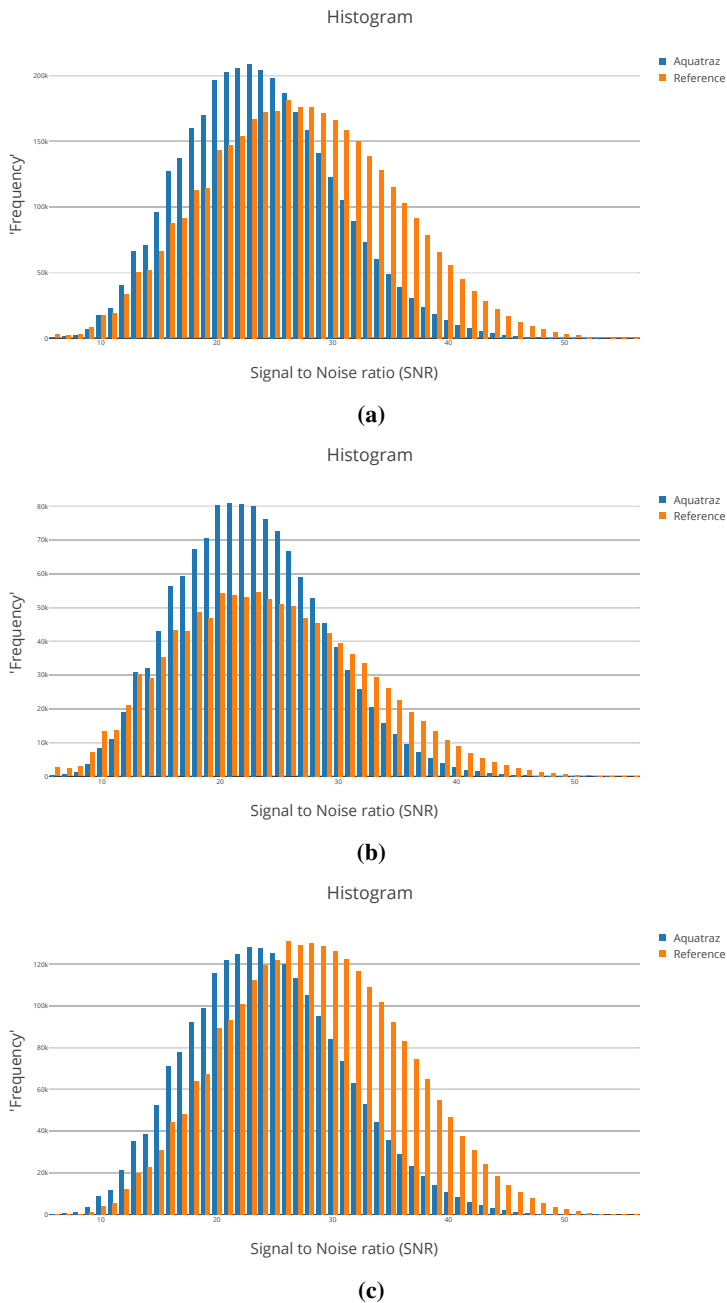 Histogram
Aquatraz
Reference
200k
150k
100k
50k
0
'Frequency'
10
20
30
40
50
Signal to Noise ratio (SNR)
(a)
Histogram
Aquatraz
Reference
80k
70k
60k
50k
40k
30k
20k
10k
0
'Frequency'
10
20
30
40
50
Signal to Noise ratio (SNR)
(b)
Histogram
Aquatraz
Reference
120k
100k
80k
60k
40k
20k
0
'Frequency'
10
20
30
40
50
Signal to Noise ratio (SNR)
(c)